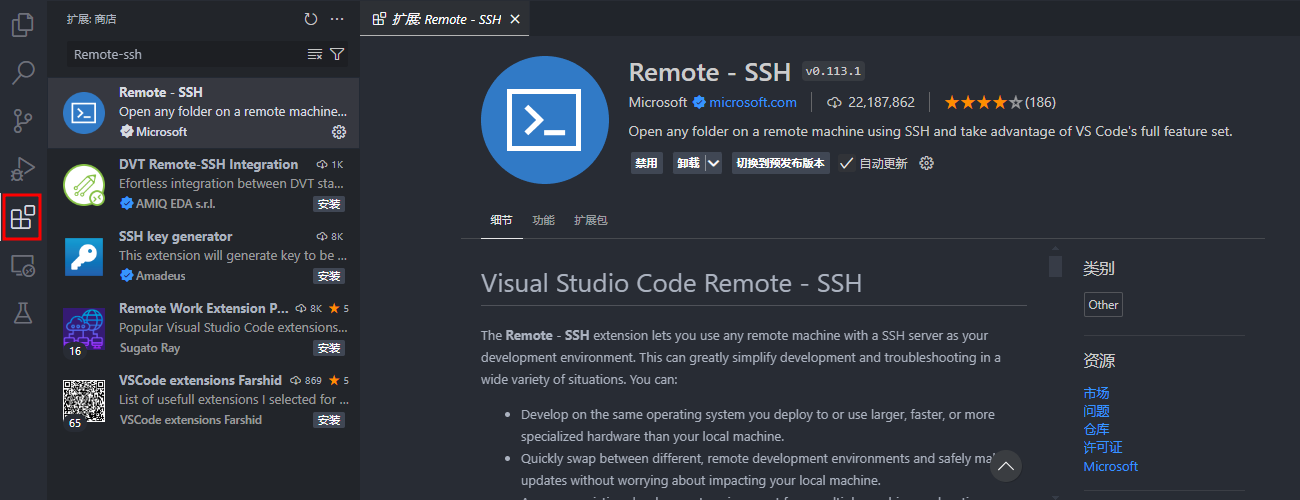 扩展: 商店
Remote-ssh
Remote - SSH
Open any folder on a remote machine...
Microsoft
DVT Remote-SSH Integration 1K
Efortless integration between DVT sta...
AMIQ EDA s.r.l. 安装
SSH key generator 8K
This extension will generate key to be ...
Amadeus 安装
Remote Work Extension P... 8K ★ 5
Popular Visual Studio Code extensions...
16 Sugato Ray 安装
VSCode extensions Farshid 869 ★ 5
List of usefull extensions I selected for ...
65 VSCode extensions Farshid 安装
扩展: Remote - SSH
Remote - SSH v0.113.1
Microsoft microsoft.com 22,187,862 ★★★★☆(186)
Open any folder on a remote machine using SSH and take advantage of VS Code's full feature set.
禁用 卸载 切换到预发布版本 自动更新
细节 功能 扩展包
Visual Studio Code Remote - SSH
The Remote - SSH extension lets you use any remote machine with a SSH server as your
development environment. This can greatly simplify development and troubleshooting in a
wide variety of situations. You can:
• Develop on the same operating system you deploy to or use larger, faster, or more
specialized hardware than your local machine.
• Quickly swap between different, remote development environments and safely
updates without worrying about impacting your local machine.
类别
Other
资源
市场
问题
仓库
许可证
Microsoft